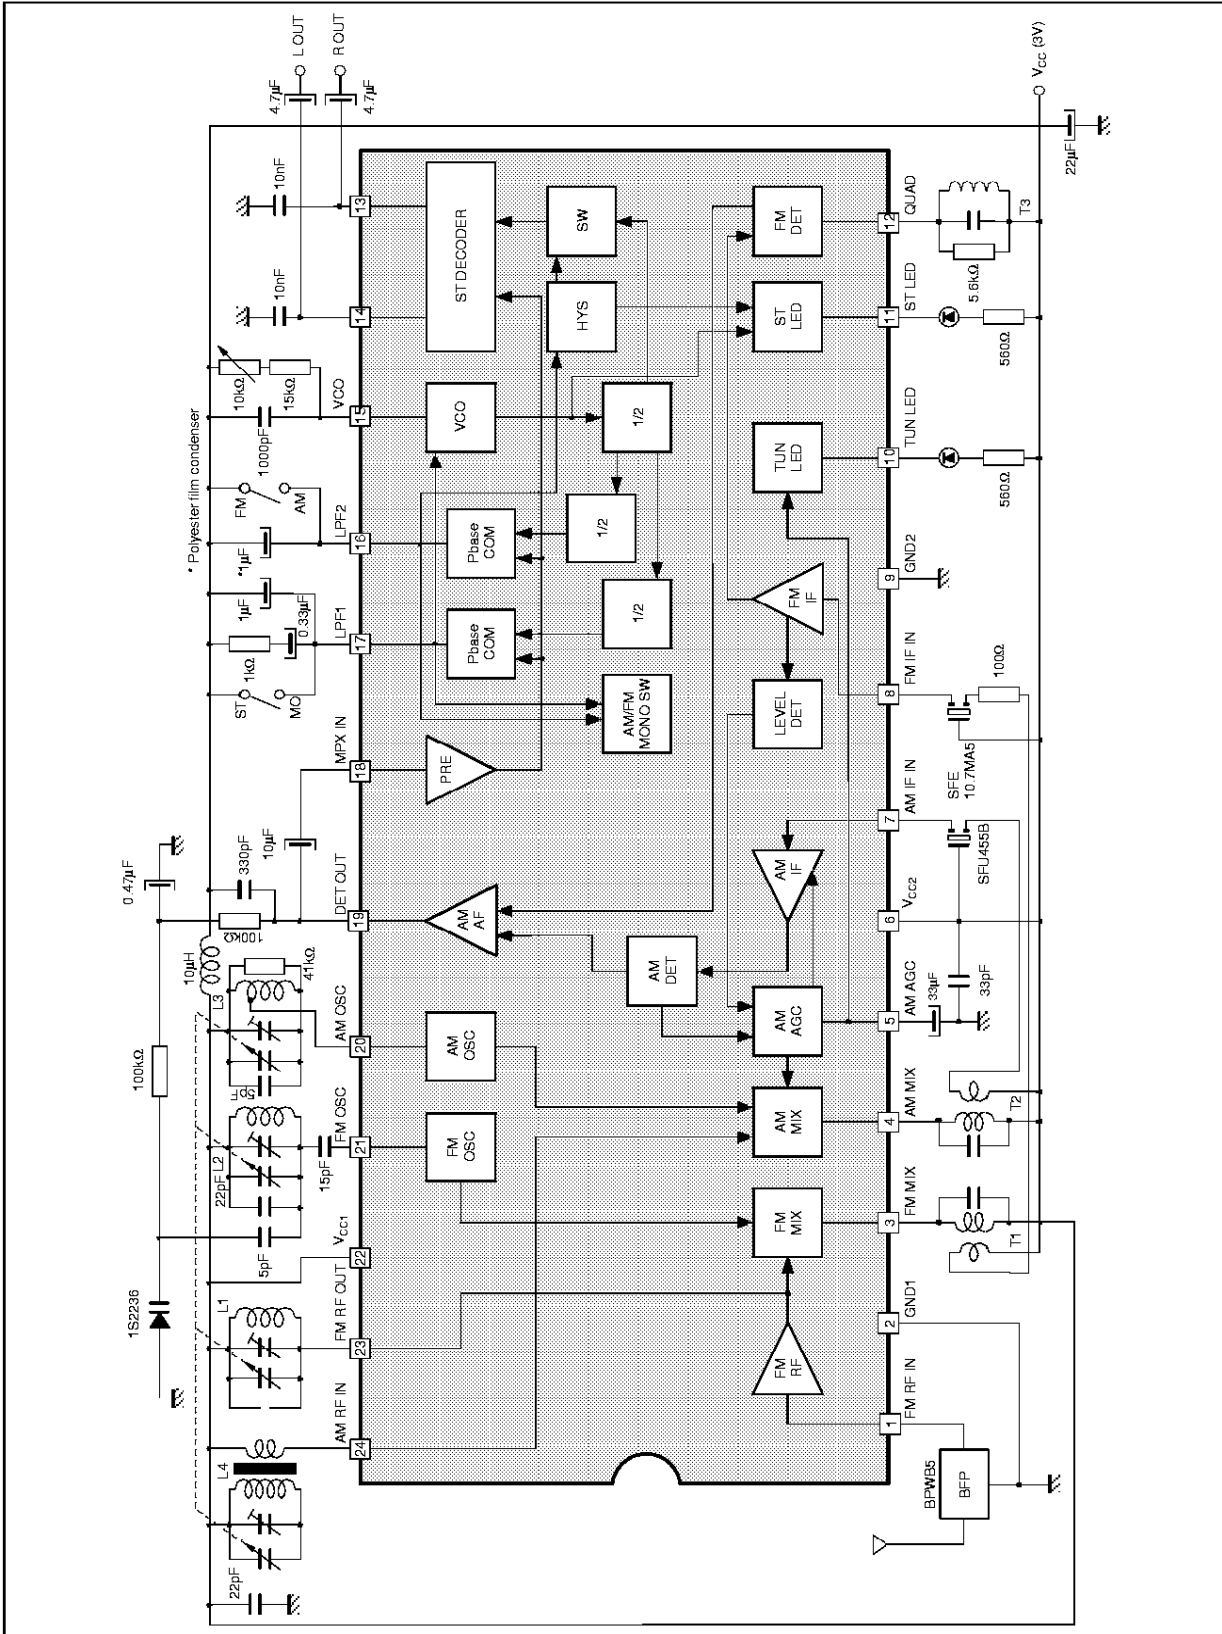 L OUT
R OUT
4.7µF
4.7µF
VCC (3V)
22µF
10nF
10nF
10kΩ
15kΩ
1000pF
* Polyester film condenser
FM
AM
*1µF
1µF
0.33µF
1kΩ
ST
MO
10µF
330pF
0.47µF
100kΩ
10µH
41kΩ
L3
5pF
100kΩ
L2
22pF
15pF
5pF
1S2236
L1
L4
22pF
13
14
15
VCO
16
LPF2
17
LPF1
18
MPX IN
19
DET OUT
20
AM OSC
21
FM OSC
22
VCC1
23
FM RF OUT
24
AM RF IN
ST DECODER
SW
HYS
FM DET
ST LED
VCO
1/2
1/2
1/2
TUN LED
Pbase COM
Pbase COM
FM IF
AM/FM MONO SW
LEVEL DET
PRE
AM AF
AM IF
AM DET
AM OSC
AM AGC
FM OSC
AM MIX
FM MIX
FM RF
12
QUAD
11
ST LED
10
TUN LED
9
GND2
8
FM IF IN
7
AM IF IN
6
VCC2
5
AM AGC
4
AM MIX
3
FM MIX
2
GND1
1
FM RF IN
T3
5.6kΩ
560Ω
560Ω
100Ω
SFE 10.7MA5
SFU455B
33µF
33pF
T2
T1
BPWB5
BFP